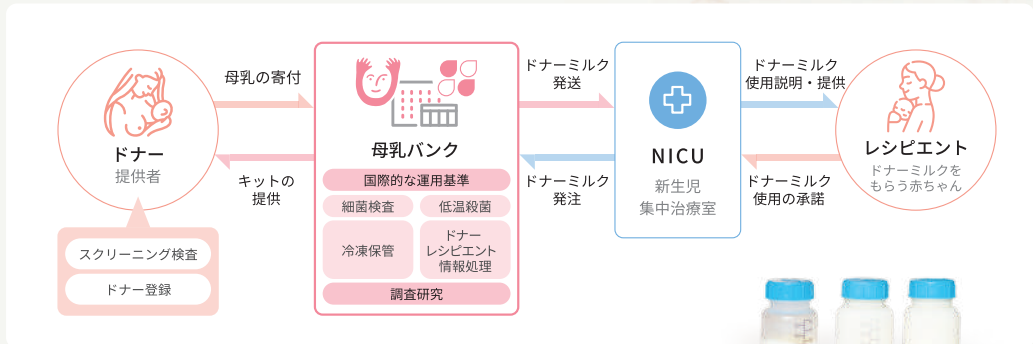 ドナー
提供者
スクリーニング検査
ドナー登録
母乳の寄付
キットの
提供
母乳バンク
国際的な運用基準
細菌検査
低温殺菌
冷凍保管
ドナー
レシピエント
情報処理
調査研究
ドナーミルク
発送
ドナーミルク
発注
NICU
新生児
集中治療室
ドナーミルク
使用説明・提供
ドナーミルク
使用の承諾
レシピエント
ドナーミルクを
もらう赤ちゃん